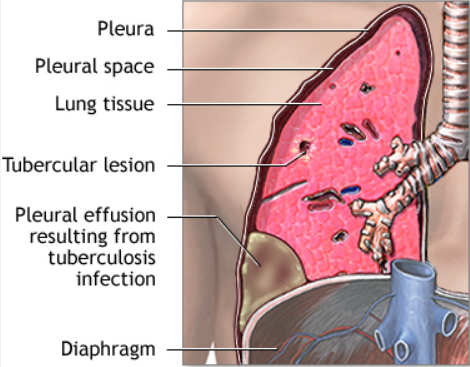 Pleura
Pleural space
Lung tissue
Tubercular lesion
Pleural effusion
resulting from
tuberculosis
infection
Diaphragm